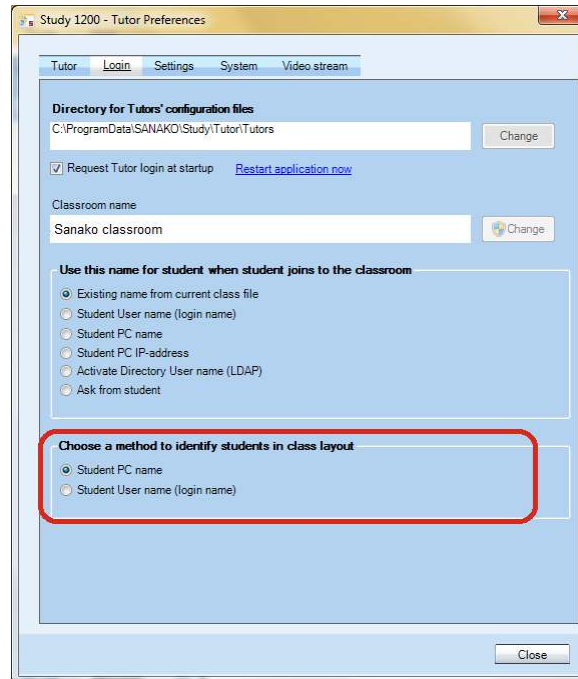 Study 1200 - Tutor Preferences
Tutor Login Settings System Video stream
Directory for Tutors' configuration files
C:\ProgramData\SANAKO\Study\Tutor\Tutors
Change
Request Tutor login at startup Restart application now
Classroom name
Sanako classroom
Change
Use this name for student when student joins to the classroom
Existing name from current class file
Student User name (login name)
Student PC name
Student PC IP-address
Activate Directory User name (LDAP)
Ask from student
Choose a method to identify students in class layout
Student PC name
Student User name (login name)
Close